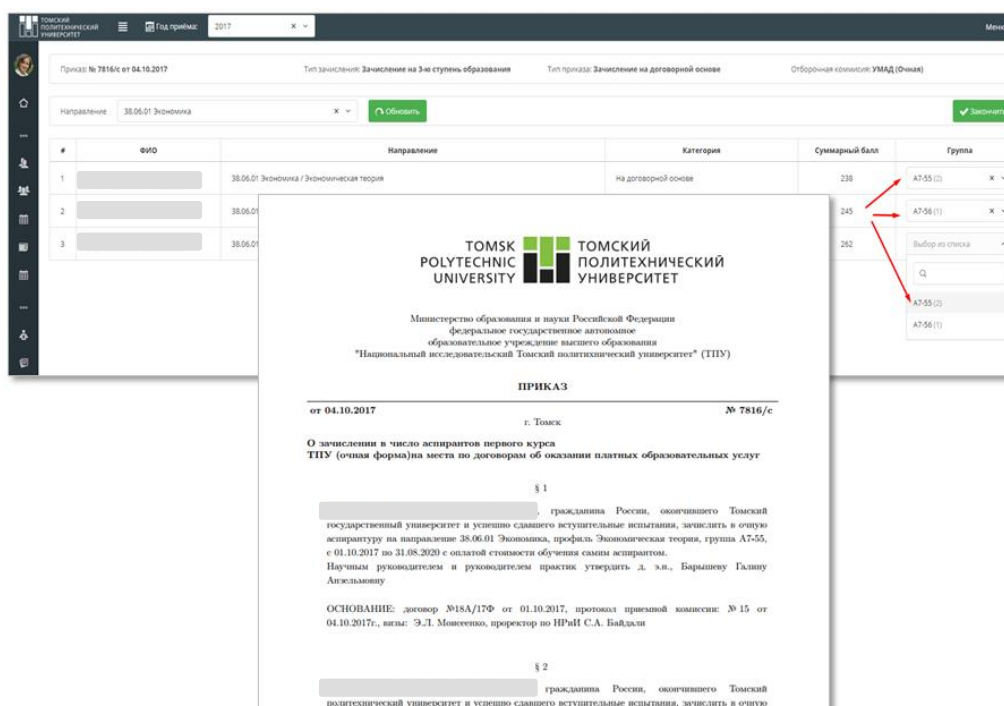 ТОМСКИЙ
ПОЛИТЕХНИЧЕСКИЙ
УНИВЕРСИТЕТ
Год приёма: 2017
Меню
Приказ: № 7816/с от 04.10.2017 Тип зачисления: Зачисление на 3-ю ступень образования Тип приказа: Зачисление на договорной основе Отборочная комиссия: УМАД (Очная)
Направление 38.06.01 Экономика Обновить Закончить
# ФИО Направление Категория Суммарный балл Группа
1 38.06.01 Экономика / Экономическая теория На договорной основе 238 А7-55 (2)
2 38.06.01 245 А7-56 (1)
3 38.06.01 262 Выбор из списка
А7-55 (2)
А7-56 (1)
TOMSK
POLYTECHNIC
UNIVERSITY
ТОМСКИЙ
ПОЛИТЕХНИЧЕСКИЙ
УНИВЕРСИТЕТ
Министерство образования и науки Российской Федерации
федеральное государственное автономное
образовательное учреждение высшего образования
"Национальный исследовательский Томский политихнический университет" (ТПУ)
ПРИКАЗ
от 04.10.2017 № 7816/с
г. Томск
О зачислении в число аспирантов первого курса
ТПУ (очная форма)на места по договорам об оказании платных образовательных услуг
§ 1
, гражданина России, окончившего Томский
государственный университет и успешно сдавшего вступительные испытания, зачислить в очную
аспирантуру на направление 38.06.01 Экономика, профиль Экономическая теория, группа А7-55,
с 01.10.2017 по 31.08.2020 с оплатой стоимости обучения самим аспирантом.
Научным руководителем и руководителем практик утвердить д. э.н., Барышеву Галину
Анзельмовну
ОСНОВАНИЕ: договор №18А/17Ф от 01.10.2017, протокол приемной комиссии: № 15 от
04.10.2017г., визы: Э.Л. Моисеенко, проректор по НРиИ С.А. Байдали
§ 2
гражданина России, окончившего Томский
политехнический университет и успешно сдавшего вступительные испытания, зачислить в очную